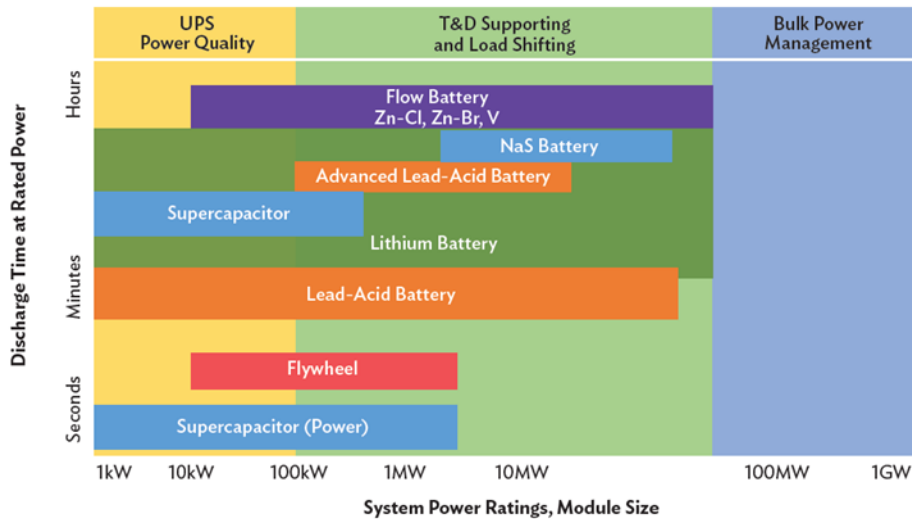 UPS
Power Quality
T&D Supporting
and Load Shifting
Bulk Power
Management
Discharge Time at Rated Power
Hours
Minutes
Seconds
Flow Battery
Zn-Cl, Zn-Br, V
NaS Battery
Advanced Lead-Acid Battery
Supercapacitor
Lithium Battery
Lead-Acid Battery
Flywheel
Supercapacitor (Power)
1kW 10kW 100kW 1MW 10MW 100MW 1GW
System Power Ratings, Module Size